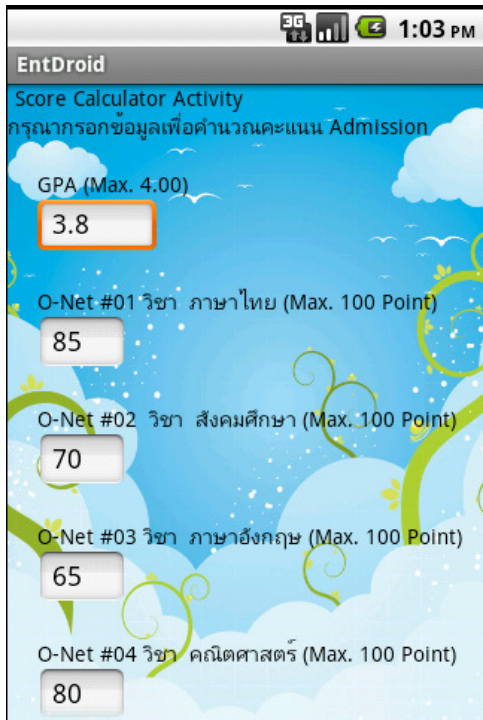 3G 1:03 PM
EntDroid
Score Calculator Activity
กรุณากรอกข้อมูลเพื่อคำนวณคะแนน Admission
GPA (Max. 4.00)
3.8
O-Net #01 วิชา ภาษาไทย (Max. 100 Point)
85
O-Net #02 วิชา สังคมศึกษา (Max. 100 Point)
70
O-Net #03 วิชา ภาษาอังกฤษ (Max. 100 Point)
65
O-Net #04 วิชา คณิตศาสตร์ (Max. 100 Point)
80